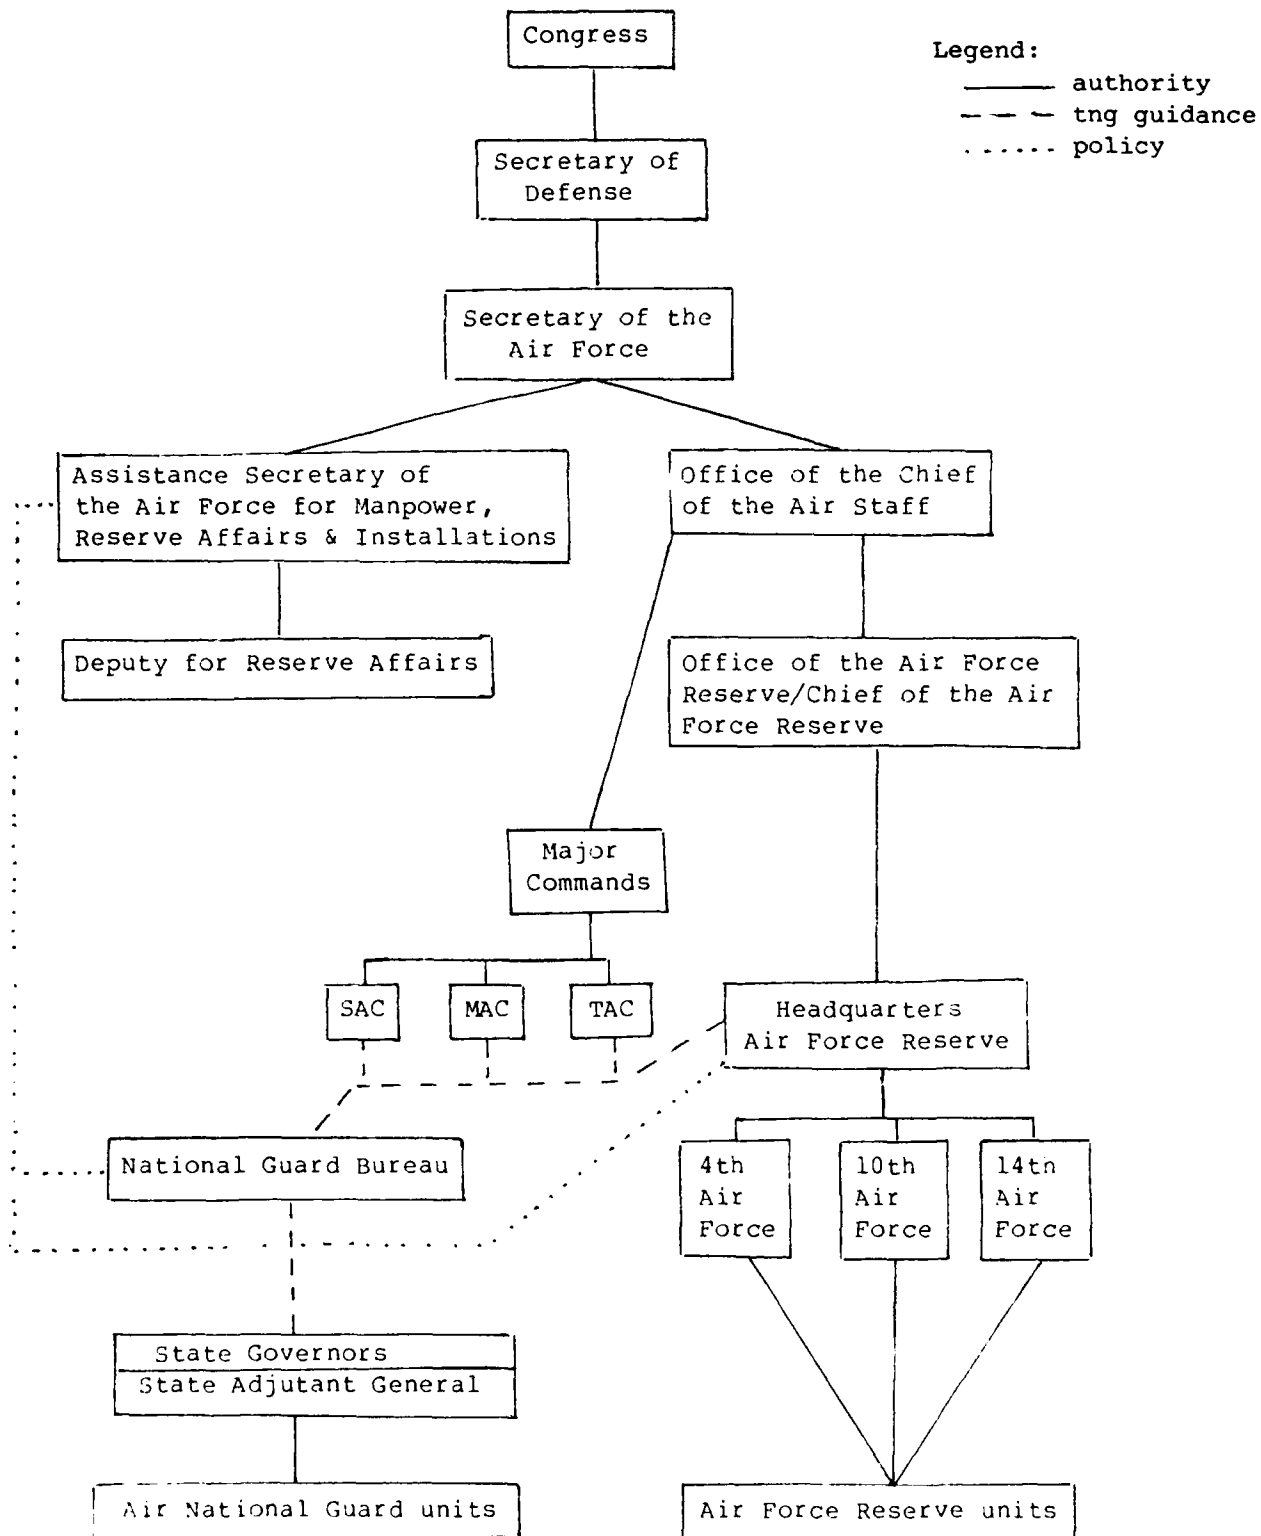 Congress
Legend:
authority
tng guidance
policy
Secretary of
Defense
Secretary of the
Air Force
Assistance Secretary of
the Air Force for Manpower,
Reserve Affairs & Installations
Office of the Chief
of the Air Staff
Deputy for Reserve Affairs
Office of the Air Force
Reserve/Chief of the Air
Force Reserve
Major
Commands
SAC
MAC
TAC
Headquarters
Air Force Reserve
National Guard Bureau
4th
Air
Force
10th
Air
Force
14th
Air
Force
State Governors
State Adjutant General
Air National Guard units
Air Force Reserve units